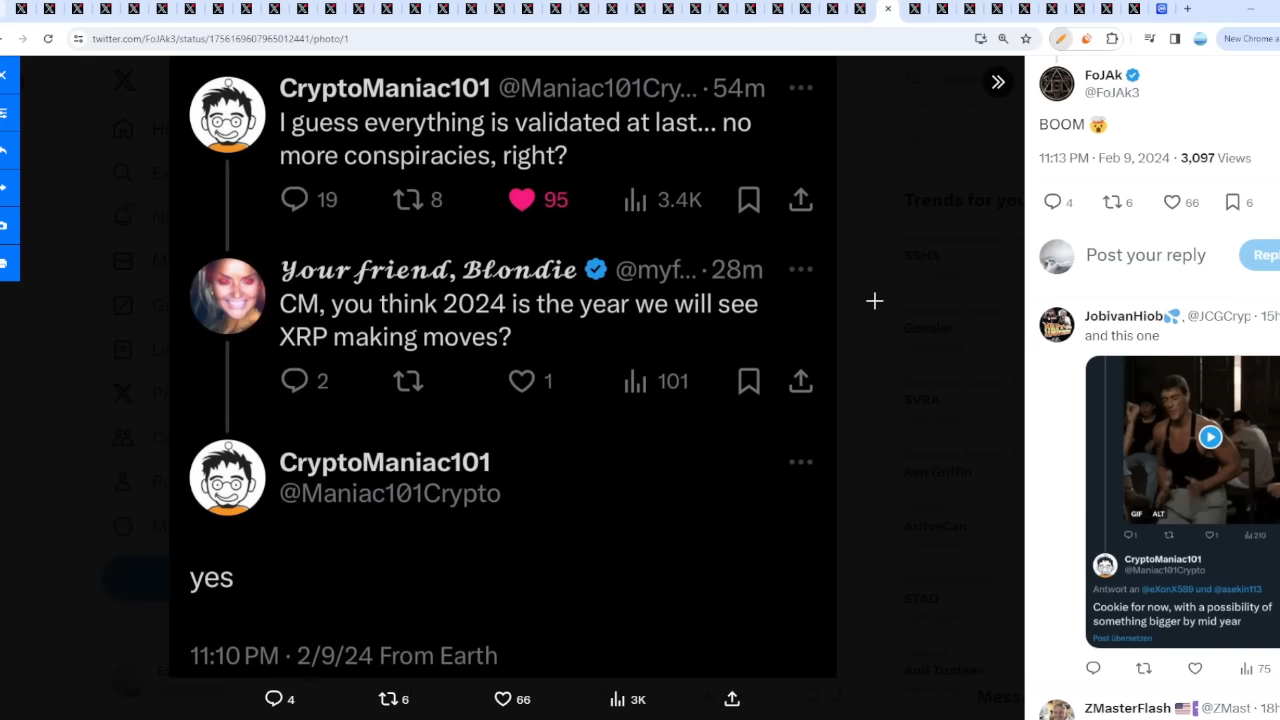 twitter.com/FoJAk3/status/1756169607965012441/photo/1
New Chrome a
CryptoManiac101 @Maniac101Cry... · 54m
I guess everything is validated at last... no
more conspiracies, right?
19 8 95 3.4K
Your friend, Blondie @myf... · 28m
CM, you think 2024 is the year we will see
XRP making moves?
2 1 101
CryptoManiac101
@Maniac101Crypto
yes
11:10 PM · 2/9/24 From Earth
4 6 66 3K
Trends for you
SSHX
Gensler
SVRA
Ken Griffin
ArriveCan
STAO
And Trudeau
Mess
FoJAk
@FoJAk3
BOOM 🤯
11:13 PM · Feb 9, 2024 · 3,097 Views
4 6 66 6
Post your reply
Repl
JobivanHiob💦, @JCGCryp · 15h
and this one
GIF ALT
1 1 210
CryptoManiac101
@Maniac101Crypto
Antwort an @eXonX589 und @asekin113
Cookie for now, with a possibility of
something bigger by mid year
Post übersetzen
75
ZMasterFlash 🇺🇸 @ZMast · 18h